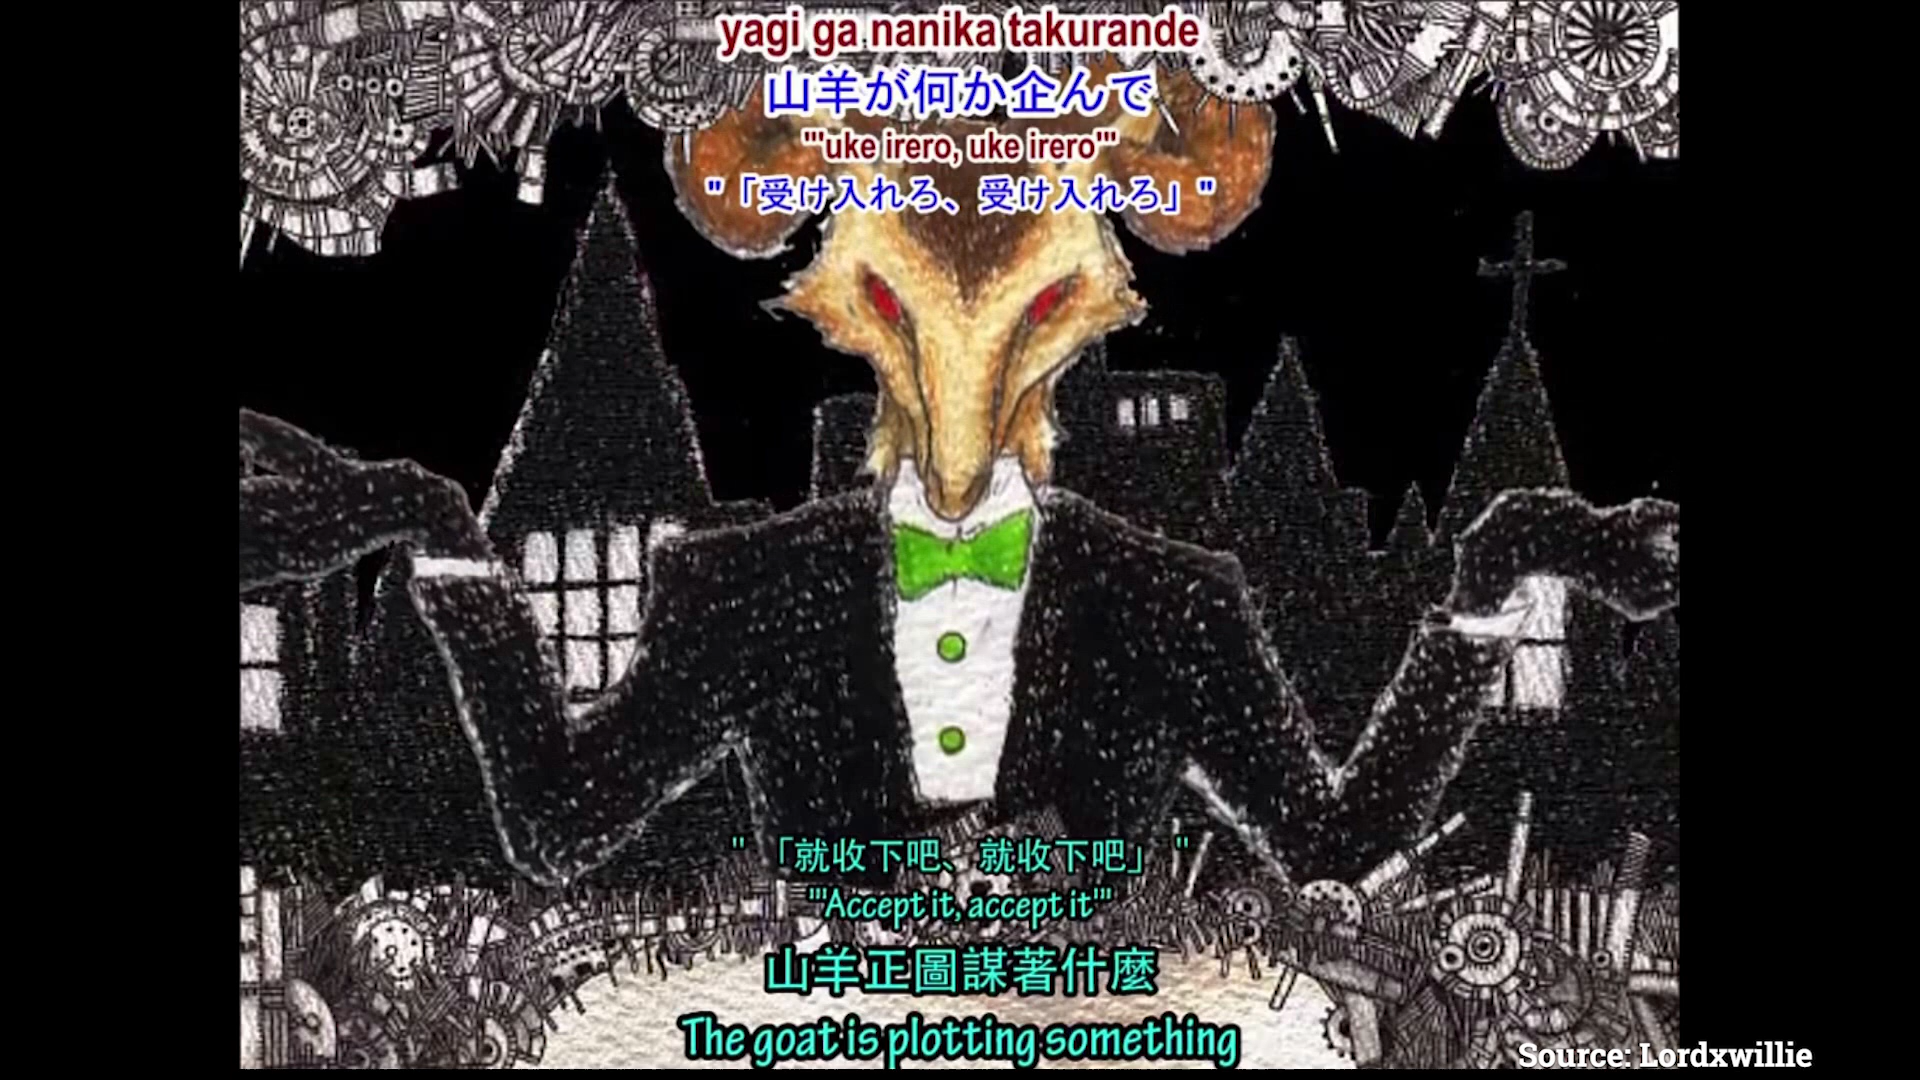 yagi ga nanika takurande
山羊が何か企んで
"'uke irero, uke irero'"
"「受け入れろ、受け入れろ」"
"「就收下吧、就收下吧」"
"'Accept it, accept it'"
山羊正圖謀著什麼
The goat is plotting something
Source: Lordxwillie